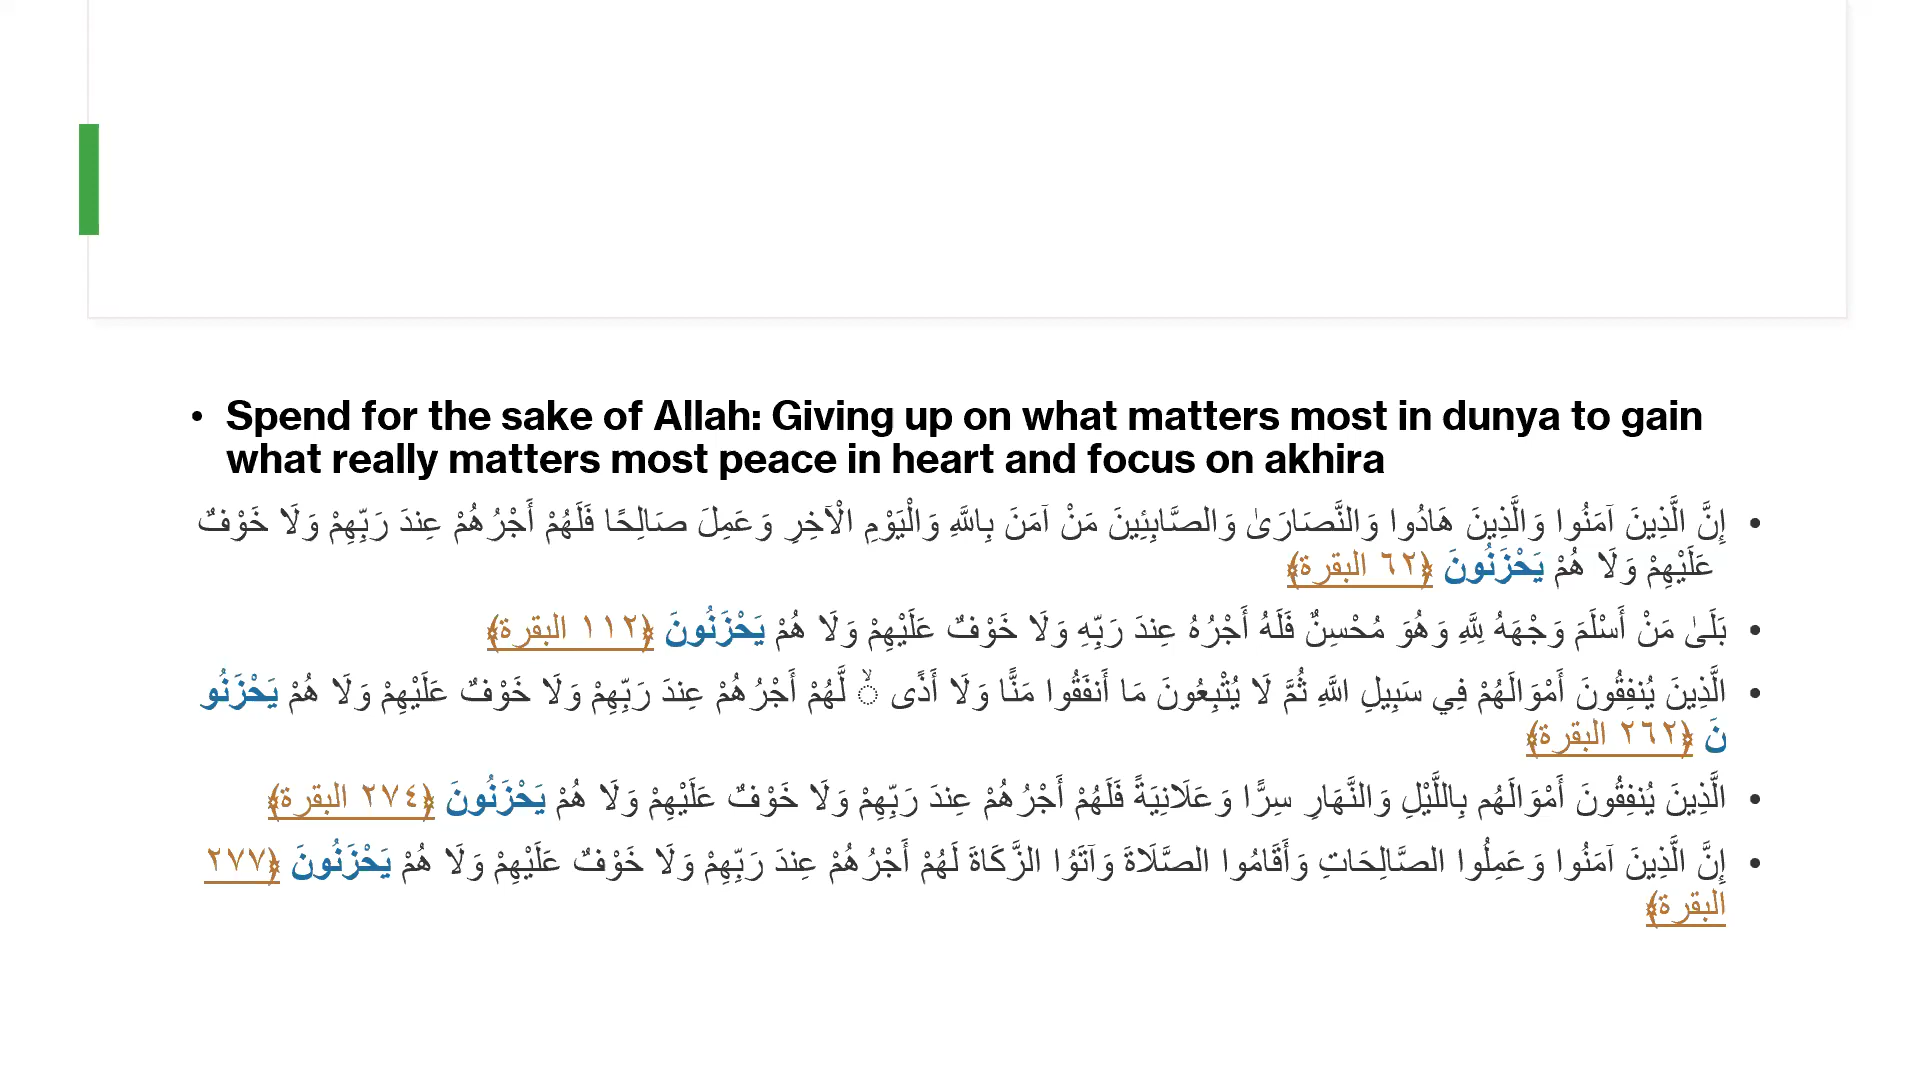 • Spend for the sake of Allah: Giving up on what matters most in dunya to gain
what really matters most peace in heart and focus on akhira
• إِنَّ الَّذِينَ آمَنُوا وَالَّذِينَ هَادُوا وَالنَّصَارَىٰ وَالصَّابِئِينَ مَنْ آمَنَ بِاللَّهِ وَالْيَوْمِ الْآخِرِ وَعَمِلَ صَالِحًا فَلَهُمْ أَجْرُهُمْ عِندَ رَبِّهِمْ وَلَا خَوْفٌ
عَلَيْهِمْ وَلَا هُمْ يَحْزَنُونَ ﴿٦٢ البقرة﴾
• بَلَىٰ مَنْ أَسْلَمَ وَجْهَهُ لِلَّهِ وَهُوَ مُحْسِنٌ فَلَهُ أَجْرُهُ عِندَ رَبِّهِ وَلَا خَوْفٌ عَلَيْهِمْ وَلَا هُمْ يَحْزَنُونَ ﴿١١٢ البقرة﴾
• الَّذِينَ يُنفِقُونَ أَمْوَالَهُمْ فِي سَبِيلِ اللَّهِ ثُمَّ لَا يُتْبِعُونَ مَا أَنفَقُوا مَنًّا وَلَا أَذًى ۙ لَّهُمْ أَجْرُهُمْ عِندَ رَبِّهِمْ وَلَا خَوْفٌ عَلَيْهِمْ وَلَا هُمْ يَحْزَنُو
نَ ﴿٢٦٢ البقرة﴾
• الَّذِينَ يُنفِقُونَ أَمْوَالَهُم بِاللَّيْلِ وَالنَّهَارِ سِرًّا وَعَلَانِيَةً فَلَهُمْ أَجْرُهُمْ عِندَ رَبِّهِمْ وَلَا خَوْفٌ عَلَيْهِمْ وَلَا هُمْ يَحْزَنُونَ ﴿٢٧٤ البقرة﴾
• إِنَّ الَّذِينَ آمَنُوا وَعَمِلُوا الصَّالِحَاتِ وَأَقَامُوا الصَّلَاةَ وَآتَوُا الزَّكَاةَ لَهُمْ أَجْرُهُمْ عِندَ رَبِّهِمْ وَلَا خَوْفٌ عَلَيْهِمْ وَلَا هُمْ يَحْزَنُونَ ﴿٢٧٧
البقرة﴾